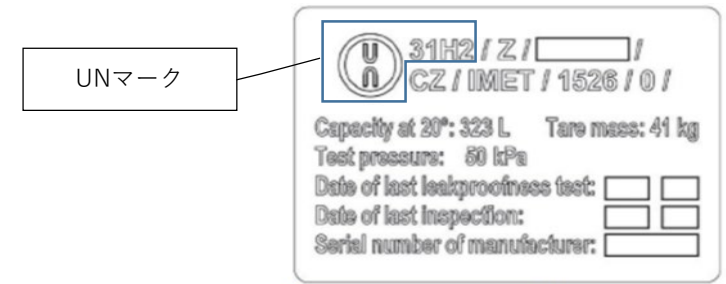 UNマーク
un
31H2 / Z / /
CZ / IMET / 1526 / 0 /
Capacity at 20°: 323 L Tare mass: 41 kg
Test pressure: 50 kPa
Date of last leakproofness test:
Date of last inspection:
Serial number of manufacturer: